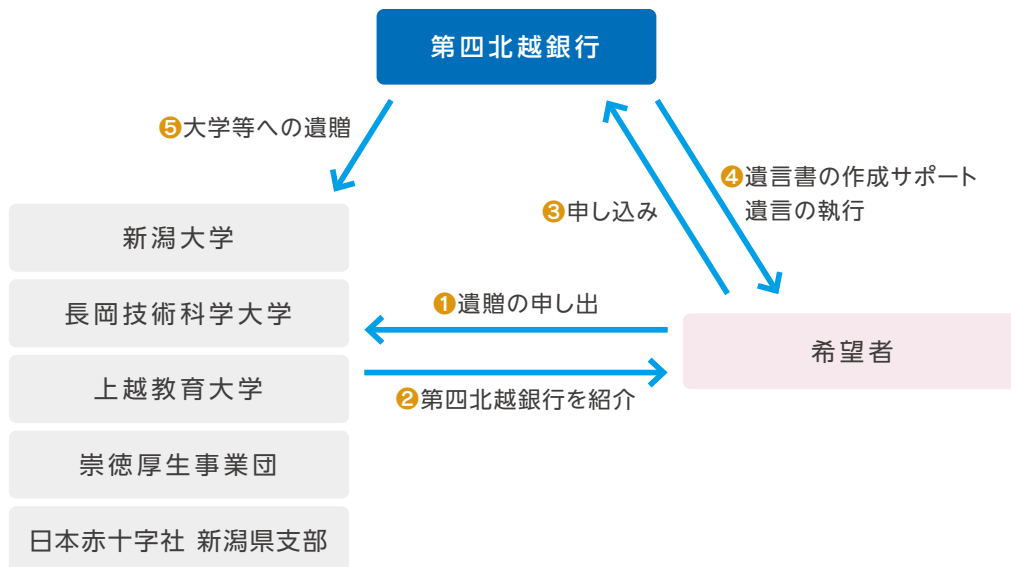 第四北越銀行
❺大学等への遺贈
❹遺言書の作成サポート
遺言の執行
❸申し込み
新潟大学
長岡技術科学大学
上越教育大学
崇徳厚生事業団
日本赤十字社 新潟県支部
❶遺贈の申し出
❷第四北越銀行を紹介
希望者